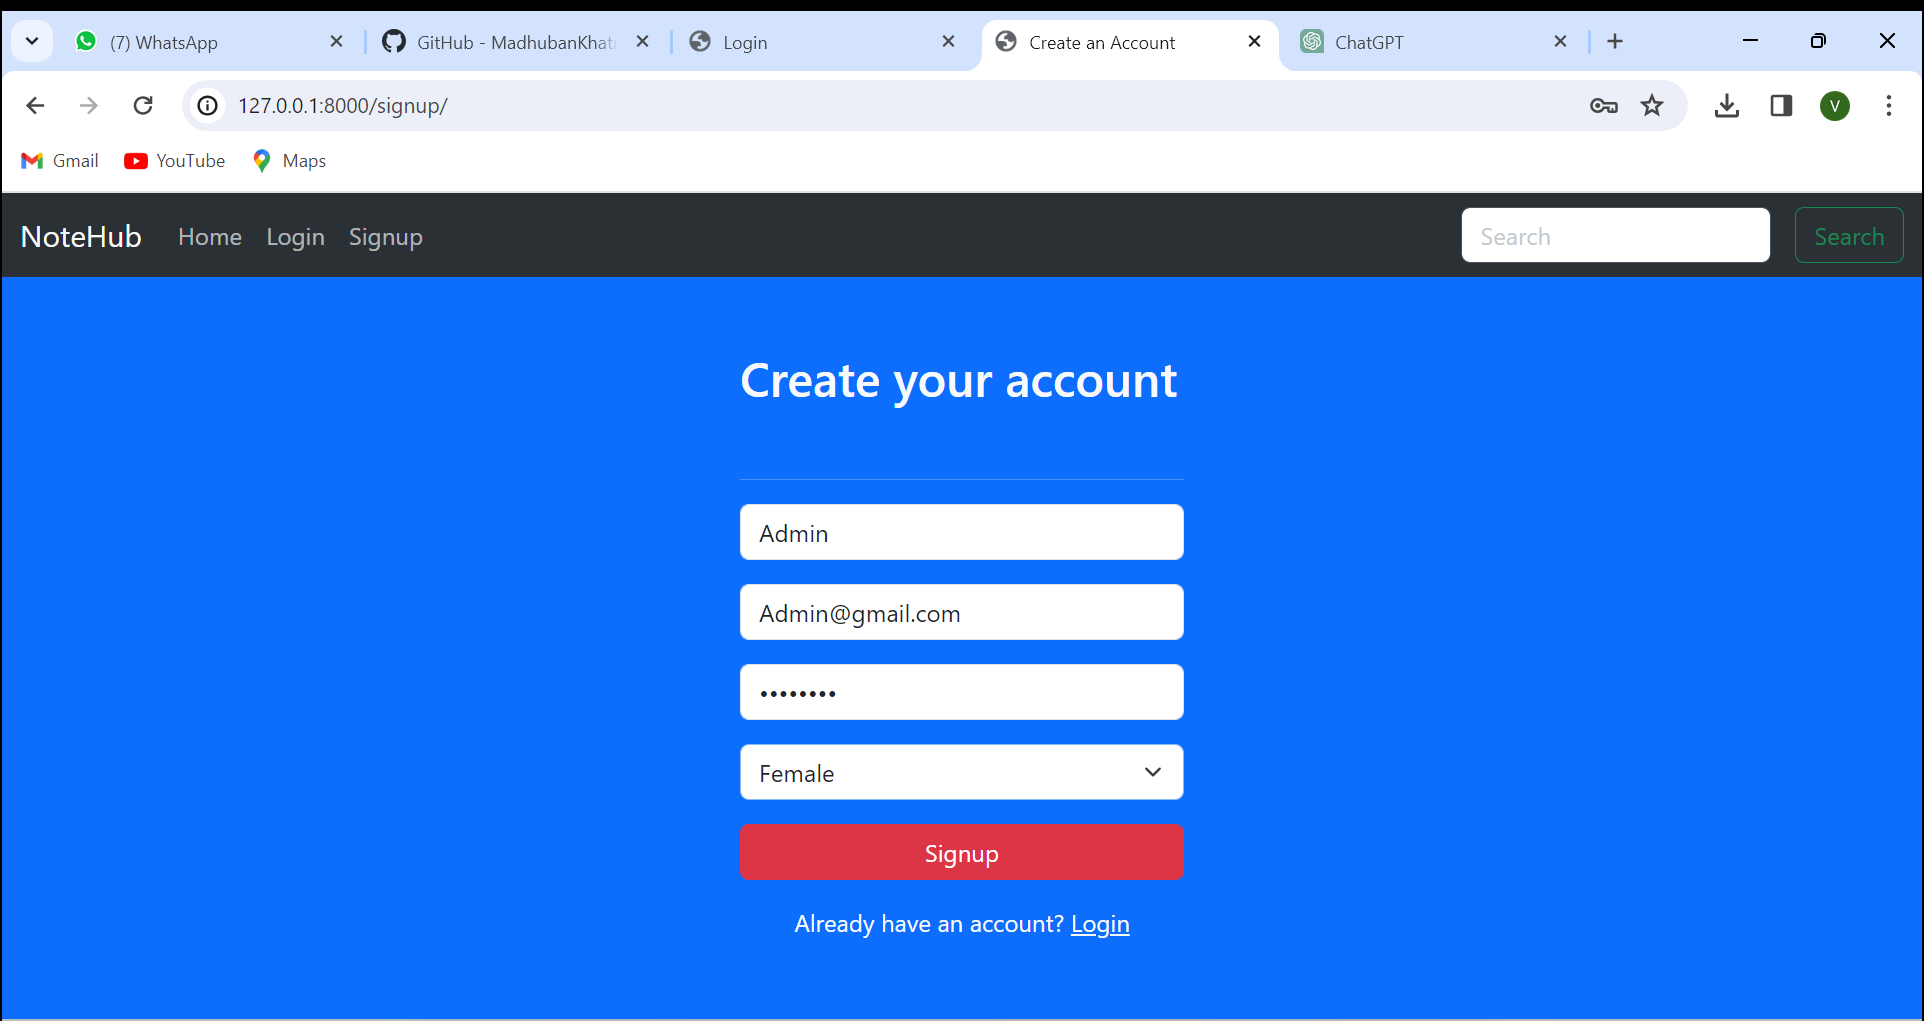 (7) WhatsApp
GitHub - MadhubanKhatr
Login
Create an Account
ChatGPT
127.0.0.1:8000/signup/
V
Gmail YouTube Maps
NoteHub Home Login Signup Search Search
Create your account
Admin
Admin@gmail.com
••••••••
Female
Signup
Already have an account? Login